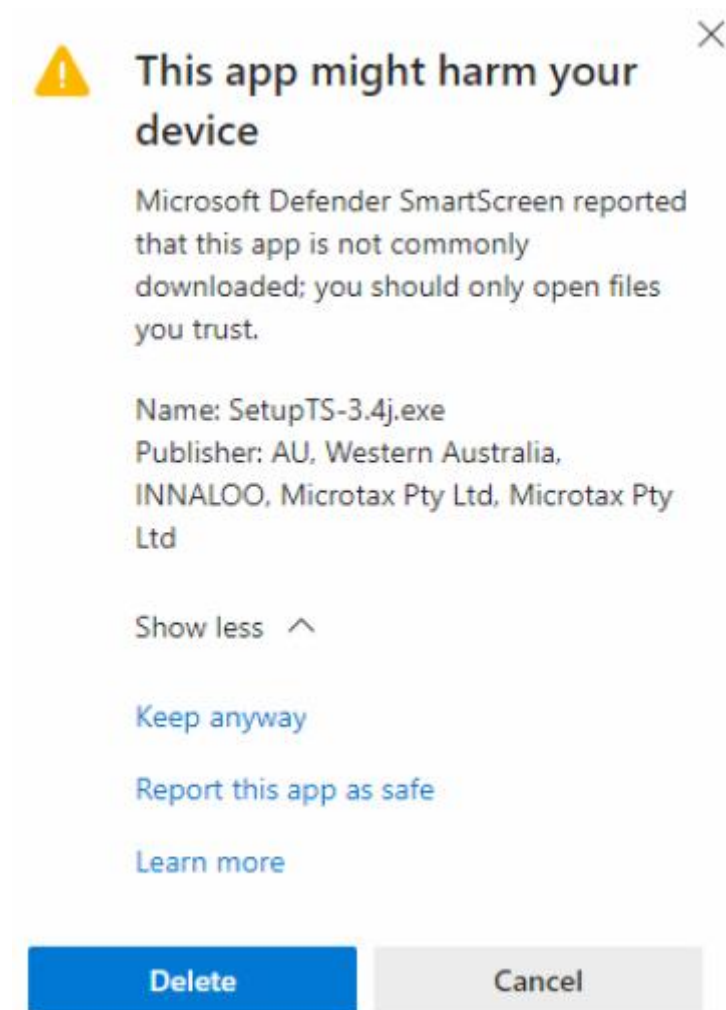 This app might harm your
device
Microsoft Defender SmartScreen reported
that this app is not commonly
downloaded; you should only open files
you trust.
Name: SetupTS-3.4j.exe
Publisher: AU, Western Australia,
INNALOO, Microtax Pty Ltd, Microtax Pty
Ltd
Show less
Keep anyway
Report this app as safe
Learn more
Delete
Cancel